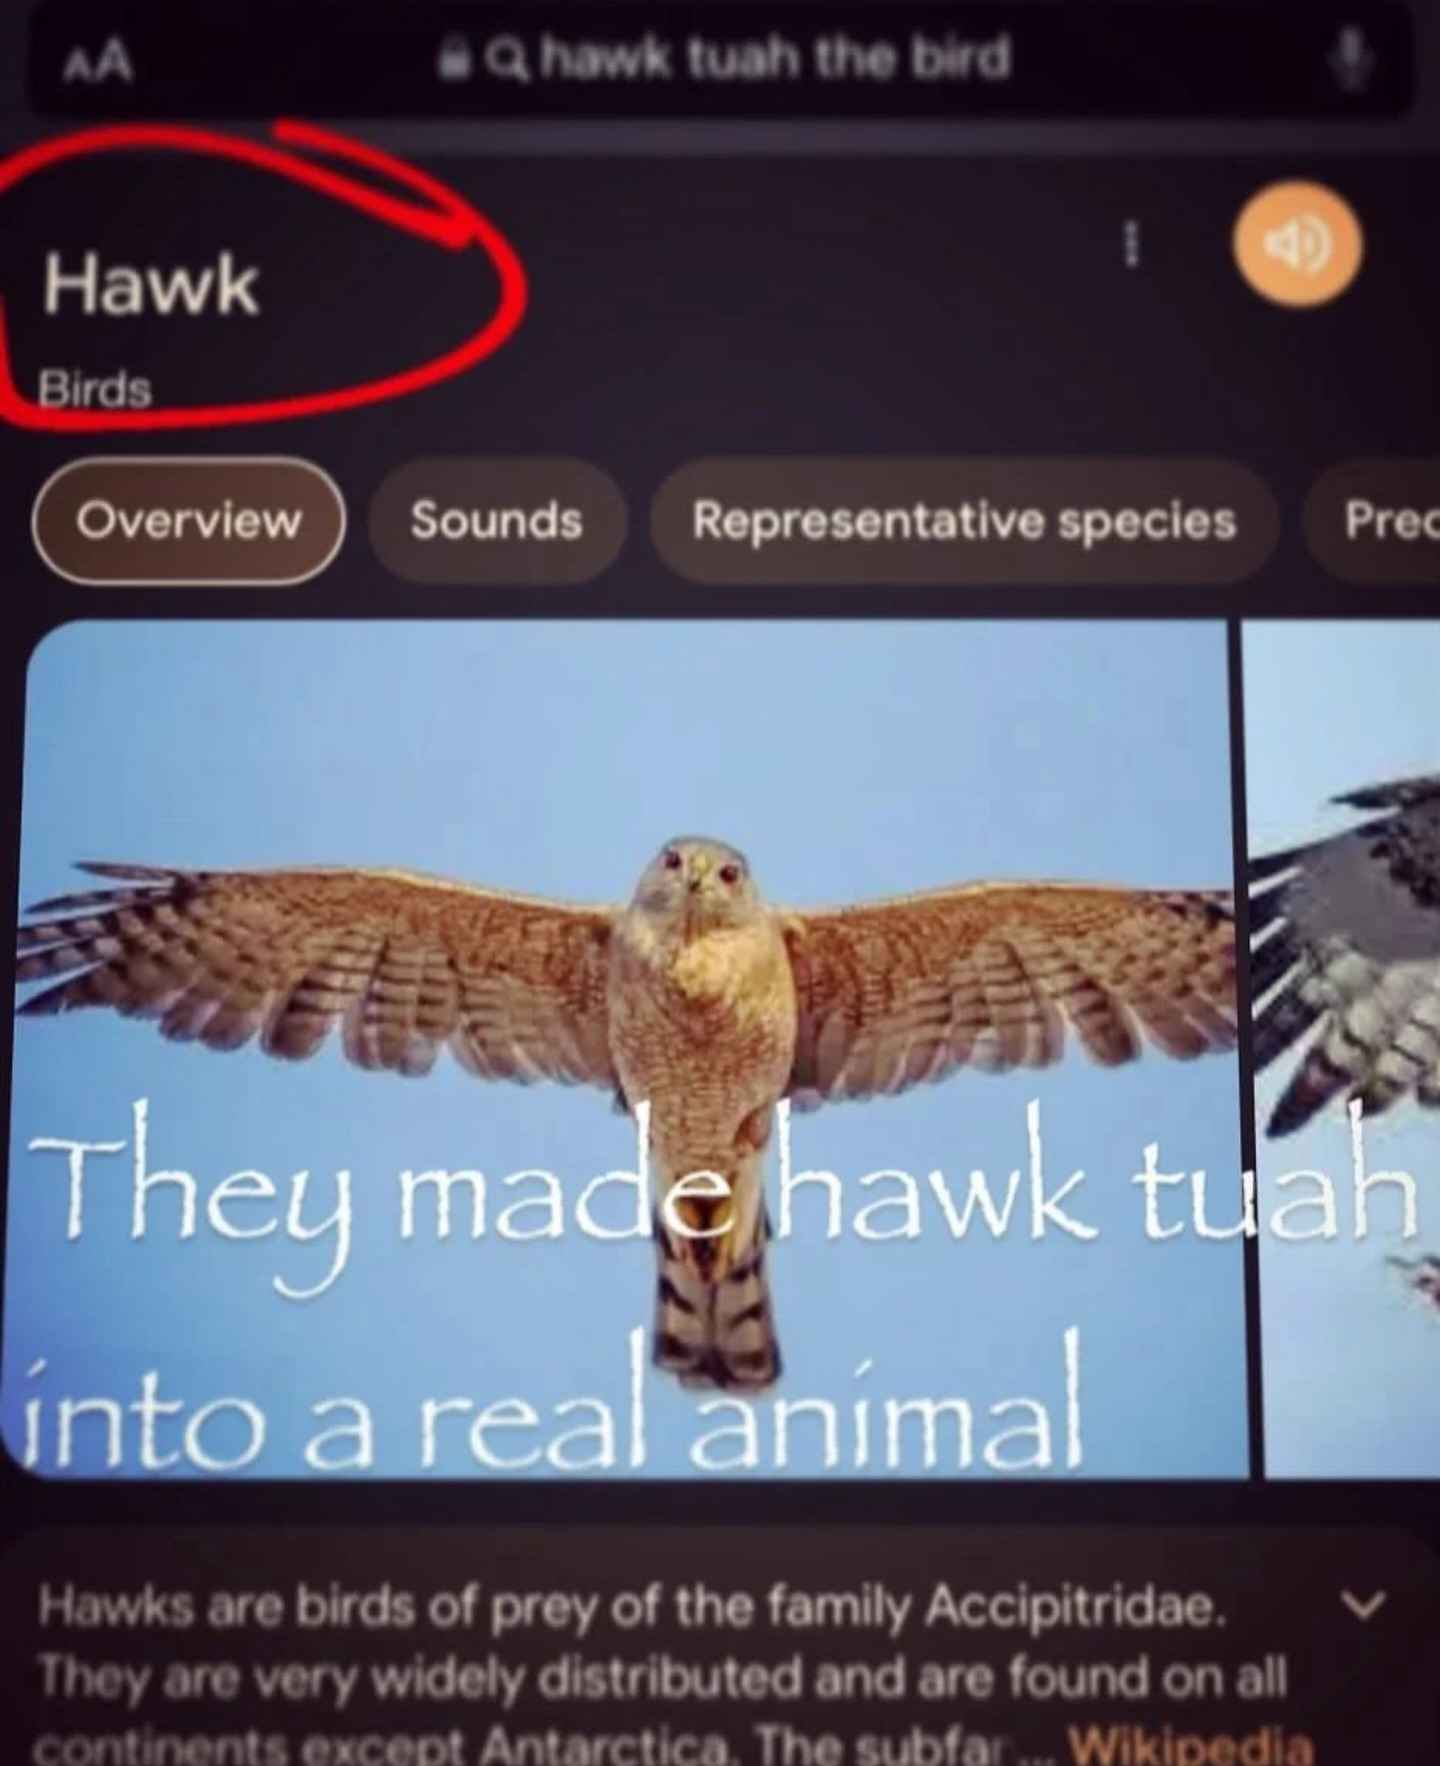 AA hawk tuah the bird
Hawk
Birds
Overview Sounds Representative species
They made hawk tuah
into a real animal
Hawks are birds of prey of the family Accipitridae.
They are very widely distributed and are found on all
continents except Antarctica. The subfar ... Wikipedia